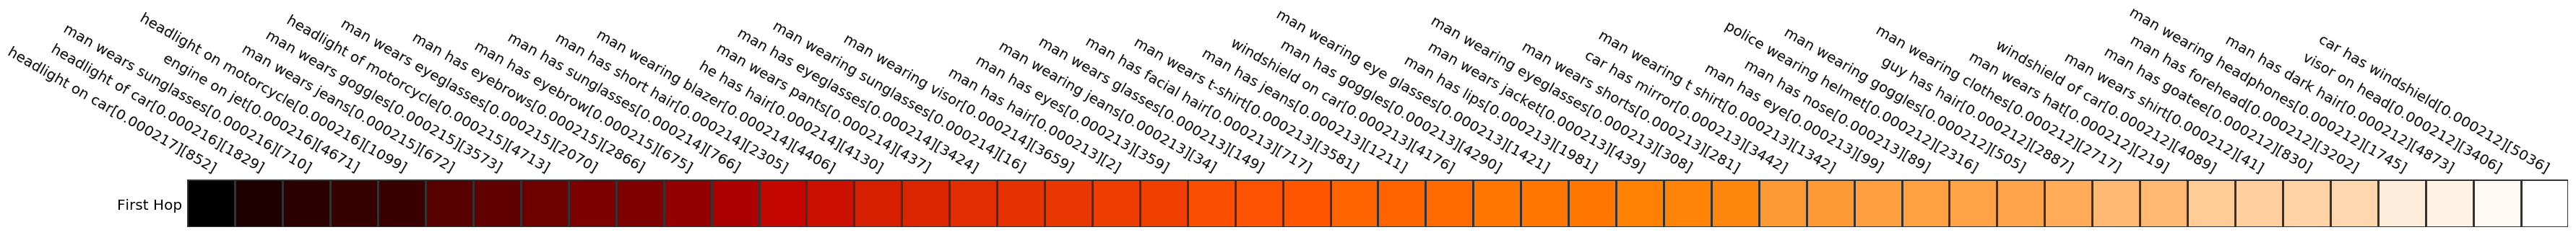 headlight on car[0.000217][852]
headlight of car[0.000216][1829]
man wears sunglasses[0.000216][710]
engine on jet[0.000216][4671]
headlight on motorcycle[0.000216][1099]
man wears jeans[0.000215][672]
man wears goggles[0.000215][3573]
headlight of motorcycle[0.000215][4713]
man wears eyeglasses[0.000215][2070]
man has eyebrows[0.000215][2866]
man has eyebrow[0.000215][675]
man has sunglasses[0.000214][766]
man has short hair[0.000214][2305]
man wearing blazer[0.000214][4406]
he has hair[0.000214][4130]
man wears pants[0.000214][437]
man has eyeglasses[0.000214][3424]
man wearing sunglasses[0.000214][16]
man wearing visor[0.000214][3659]
man has hair[0.000213][2]
man has eyes[0.000213][359]
man wearing jeans[0.000213][34]
man wears glasses[0.000213][149]
man has facial hair[0.000213][717]
man wears t-shirt[0.000213][3581]
man has jeans[0.000213][1211]
windshield on car[0.000213][4176]
man has goggles[0.000213][4290]
man wearing eye glasses[0.000213][1421]
man has lips[0.000213][1981]
man wears jacket[0.000213][439]
man wearing eyeglasses[0.000213][308]
man wears shorts[0.000213][281]
car has mirror[0.000213][3442]
man wearing t shirt[0.000213][1342]
man has eye[0.000213][99]
man has nose[0.000213][89]
police wearing helmet[0.000212][2316]
man wearing goggles[0.000212][505]
guy has hair[0.000212][2887]
man wearing clothes[0.000212][2717]
man wears hat[0.000212][219]
windshield of car[0.000212][4089]
man wears shirt[0.000212][41]
man has goatee[0.000212][830]
man has forehead[0.000212][3202]
man wearing headphones[0.000212][1745]
man has dark hair[0.000212][4873]
visor on head[0.000212][3406]
car has windshield[0.000212][5036]
First Hop